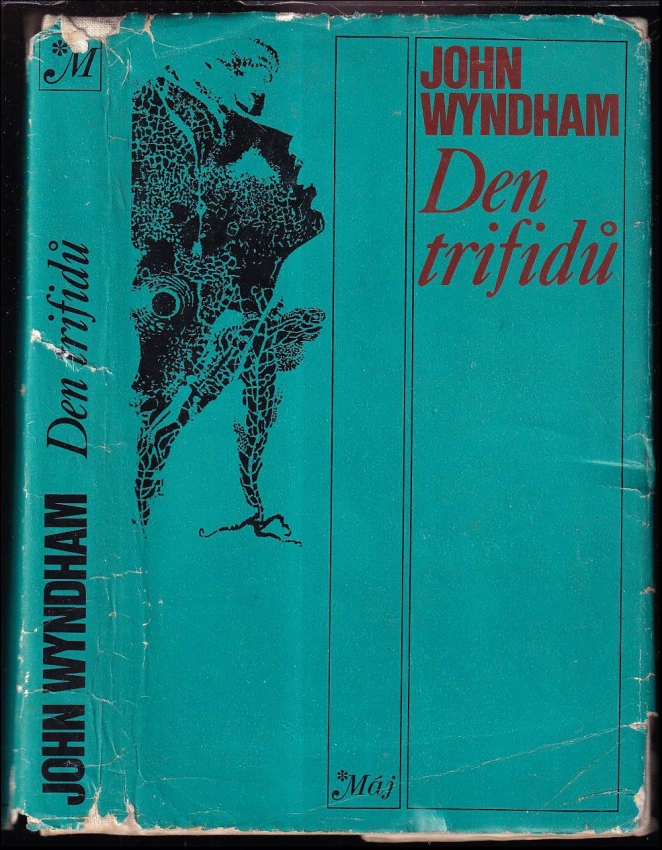 *M
JOHN WYNDHAM Den trifidů
JOHN
WYNDHAM
Den
trifidů
*Máj